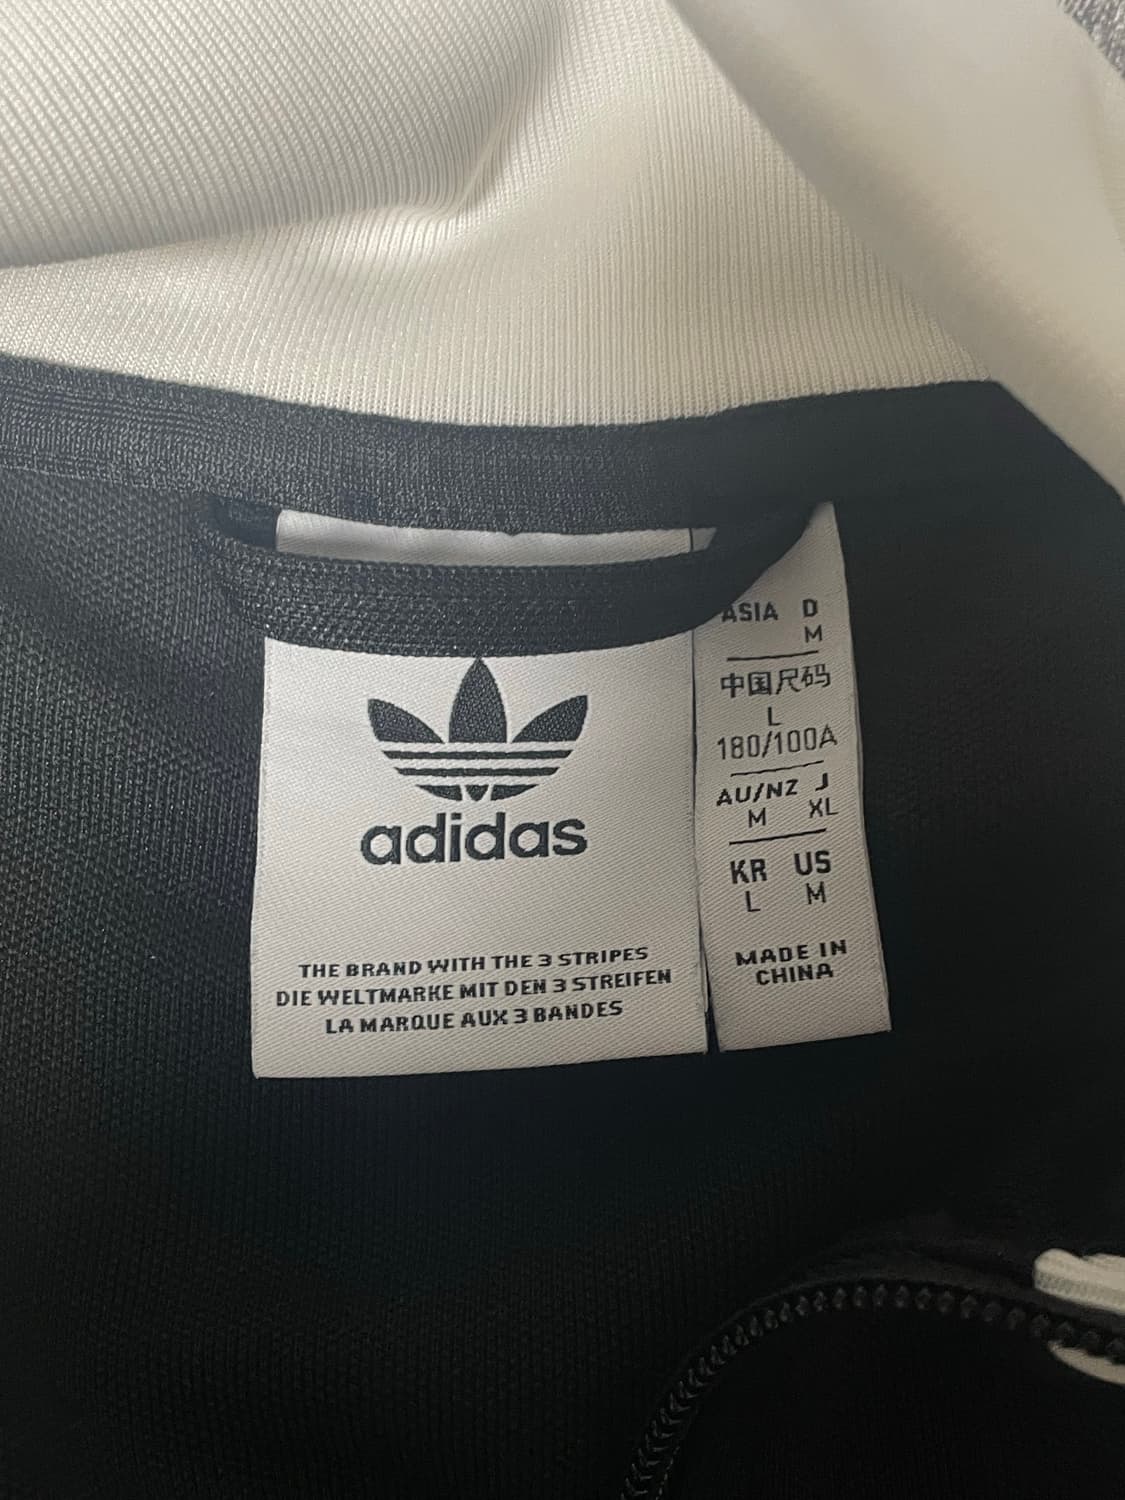 adidas
THE BRAND WITH THE 3 STRIPES
DIE WELTMARKE MIT DEN 3 STREIFEN
LA MARQUE AUX 3 BANDES
ASIA D
M
中国尺码
L
180/100A
AU/NZ J
M XL
KR US
L M
MADE IN
CHINA